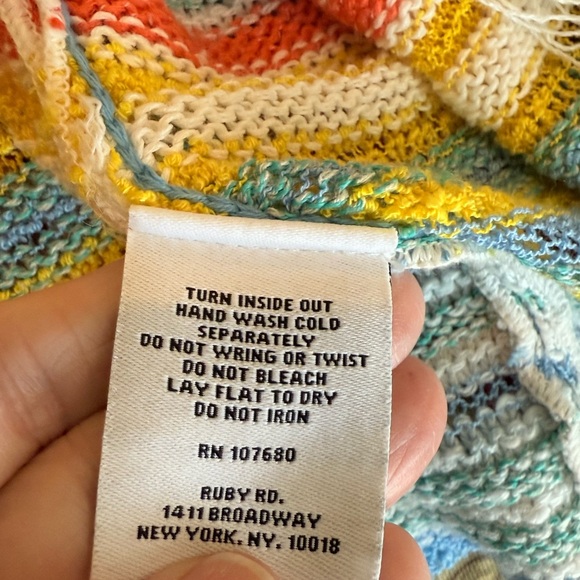 TURN INSIDE OUT
HAND WASH COLD
SEPARATELY
DO NOT WRING OR TWIST
DO NOT BLEACH
LAY FLAT TO DRY
DO NOT IRON
RN 107680
RUBY RD.
1411 BROADWAY
NEW YORK, NY. 10018